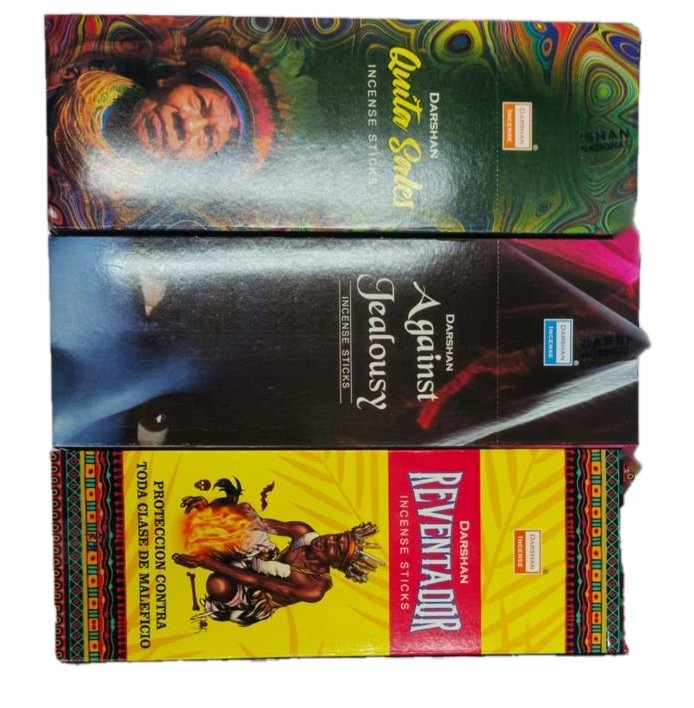 DARSHAN
INCENSE
DARSHAN
Quita Sales
INCENSE STICKS
DARSHAN
INCENSE
DARSHAN
Against
Jealousy
INCENSE STICKS
DARSHAN
INCENSE
DARSHAN
REVENTADOR
INCENSE STICKS
PROTECCION CONTRA
TODA CLASE DE MALEFICIO